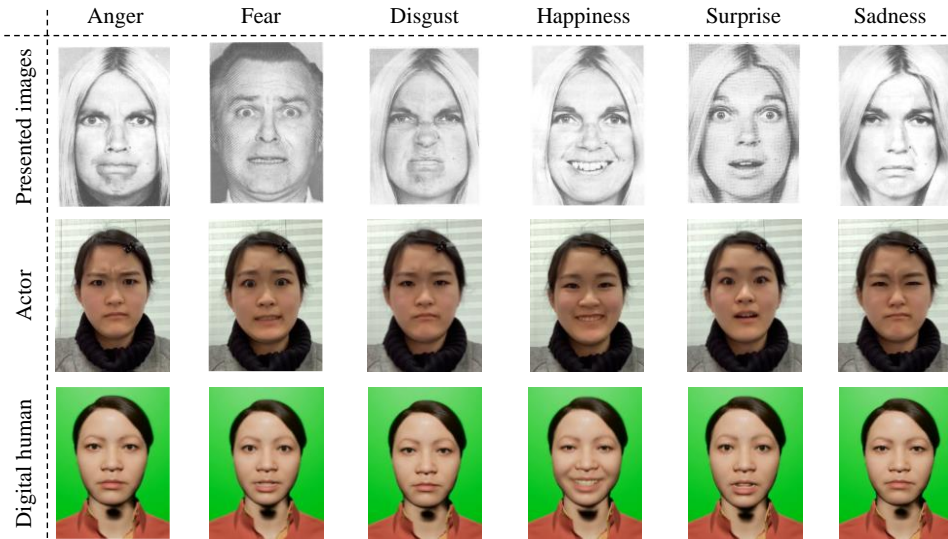 Anger Fear Disgust Happiness Surprise Sadness
Presented images
Actor
Digital human